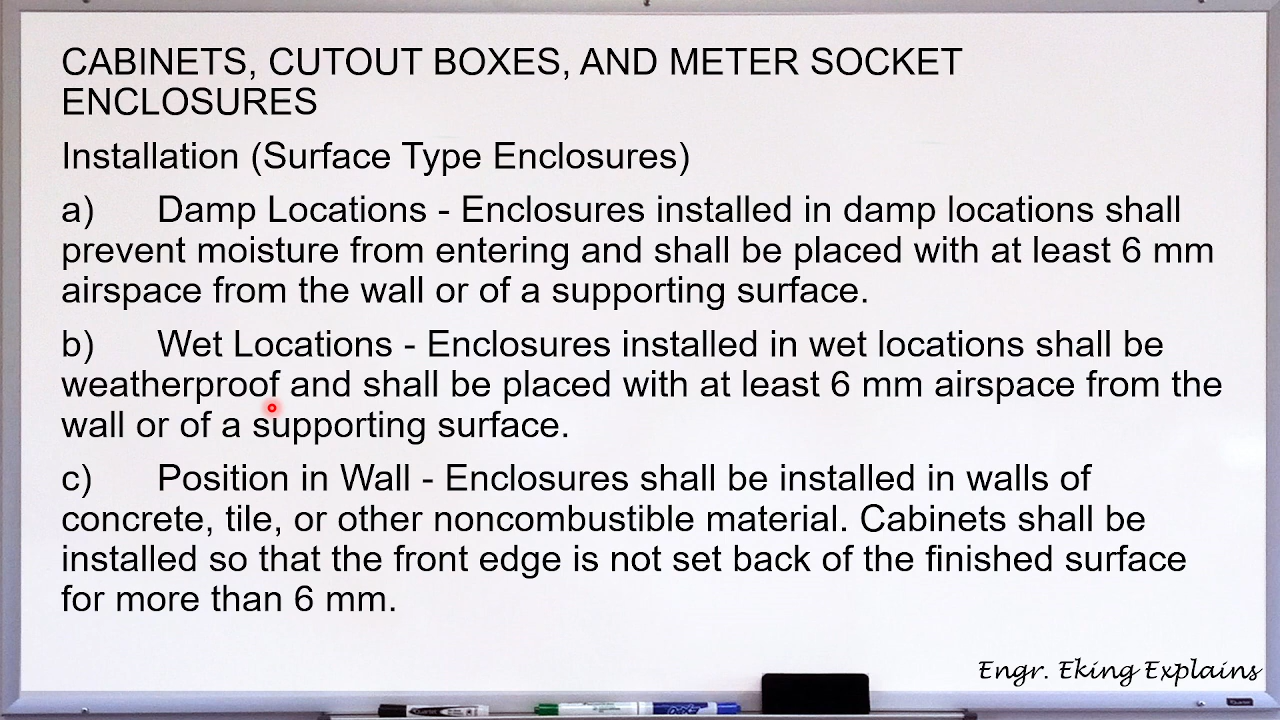 CABINETS, CUTOUT BOXES, AND METER SOCKET
ENCLOSURES
Installation (Surface Type Enclosures)
a) Damp Locations - Enclosures installed in damp locations shall
prevent moisture from entering and shall be placed with at least 6 mm
airspace from the wall or of a supporting surface.
b) Wet Locations - Enclosures installed in wet locations shall be
weatherproof and shall be placed with at least 6 mm airspace from the
wall or of a supporting surface.
c) Position in Wall - Enclosures shall be installed in walls of
concrete, tile, or other noncombustible material. Cabinets shall be
installed so that the front edge is not set back of the finished surface
for more than 6 mm.
Engr. Eking Explains